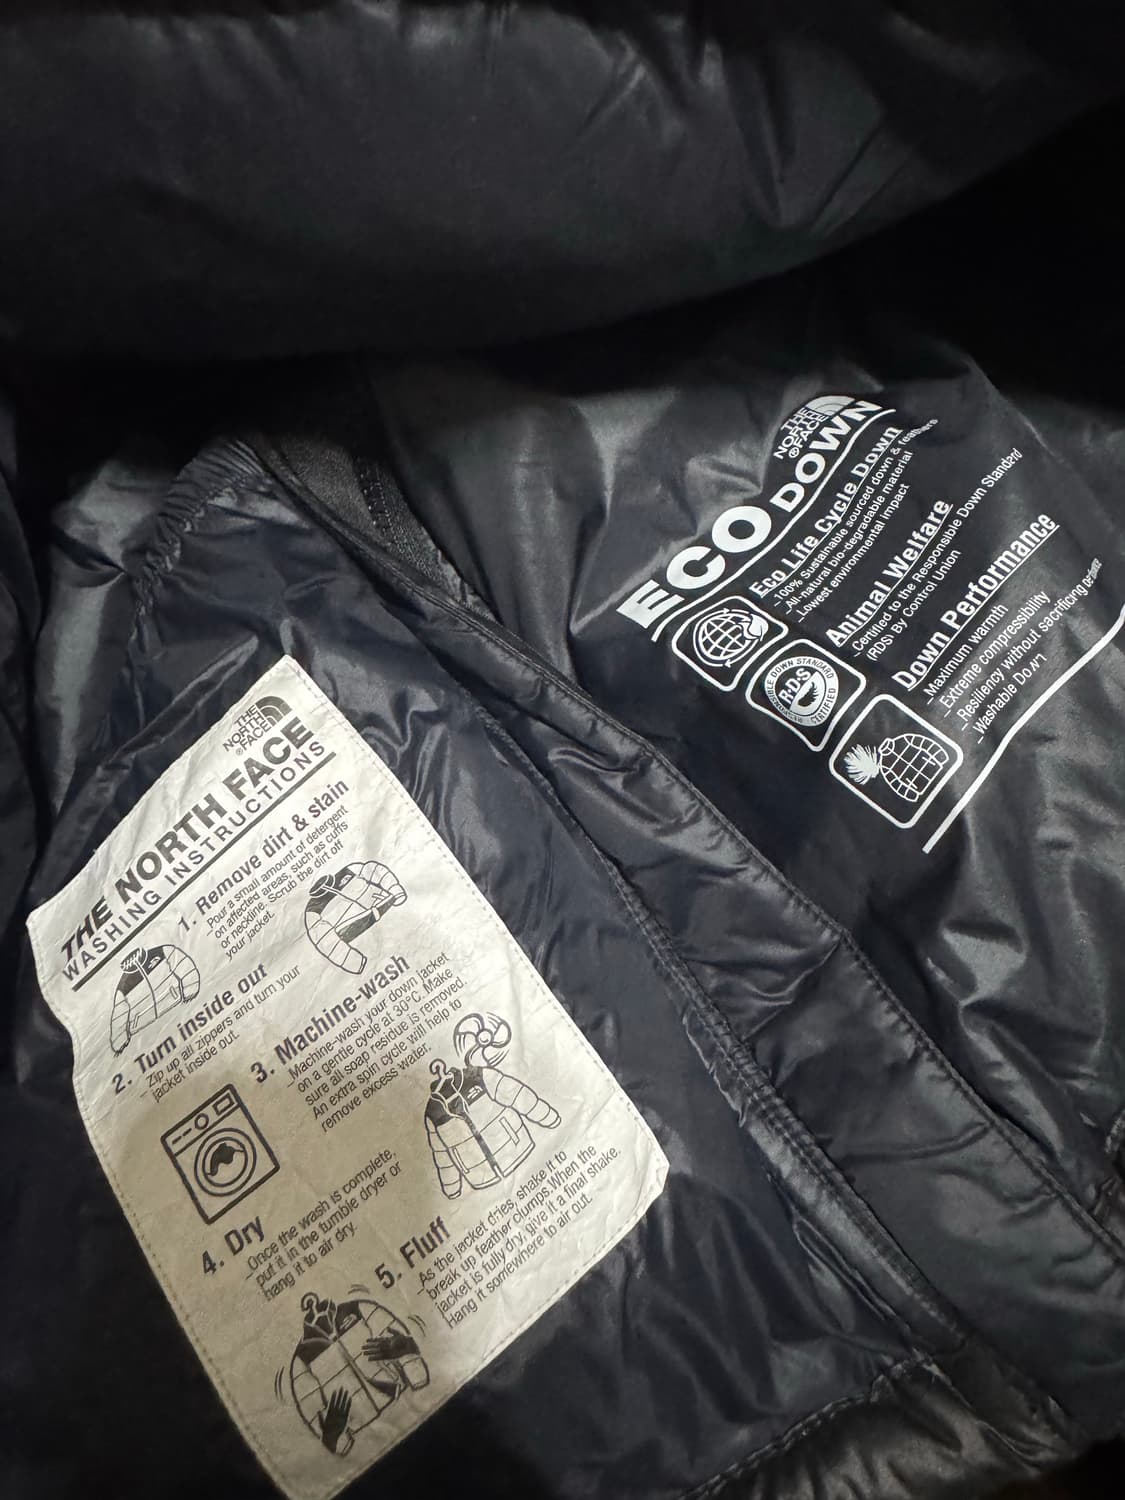 THE
NORTH
FACE
THE NORTH FACE
WASHING INSTRUCTIONS
1. Remove dirt & stain
_Pour a small amount of detergent
on affected areas, such as cuffs
or neckline. Scrub the dirt off
your jacket.
2. Turn inside out
_Zip up all zippers and turn your
jacket inside out.
3. Machine-wash
_Machine-wash your down jacket
on a gentle cycle at 30°C. Make
sure all soap residue is removed.
An extra spin cycle will help to
remove excess water.
4. Dry
_Once the wash is complete,
put it in the tumble dryer or
hang it to air dry.
5. Fluff
_As the jacket dries, shake it to
break up feather clumps. When the
jacket is fully dry, give it a final shake.
Hang it somewhere to air out.
THE
NORTH
®FACE
ECO DOWN
Eco Life Cycle Down
_100% Sustainable sourced down & feathers
_All-natural bio-degradable material
_Lowest environmental impact
Animal Welfare
_Certified to the Responsible Down Standard
(RDS) By Control Union
Down Performance
_Maximum warmth
_Extreme compressibility
_Resiliency without sacrificing
_Washable Down
R·D·S
DOWN STANDARD
CERTIFIED